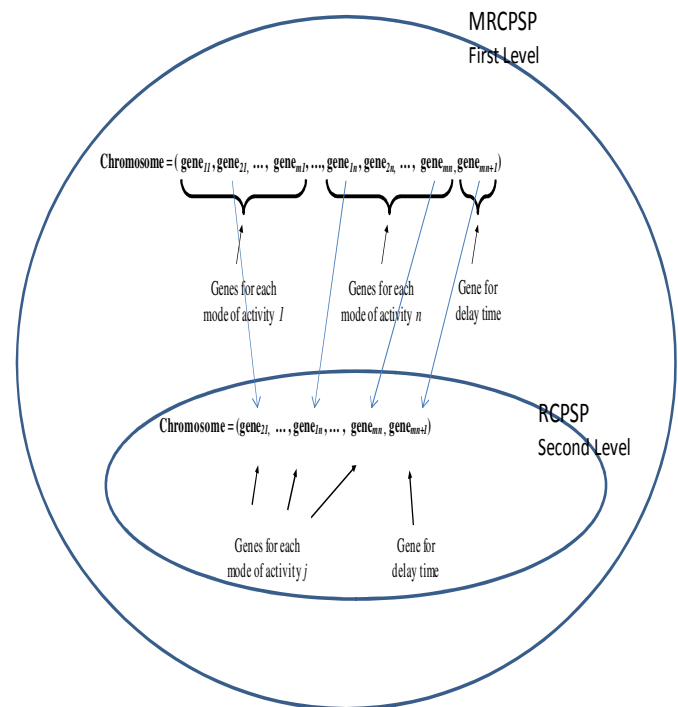 MRCPSP
First Level
Chromosome = ( gene11, gene21, ..., genem1, ..., gene1n, gene2n, ..., genemn, genemn+1)
Genes for each
mode of activity 1
Genes for each
mode of activity n
Gene for
delay time
RCPSP
Second Level
Chromosome = (gene21, ..., gene1n, ..., genemn, genemn+1)
Genes for each
mode of activity j
Gene for
delay time